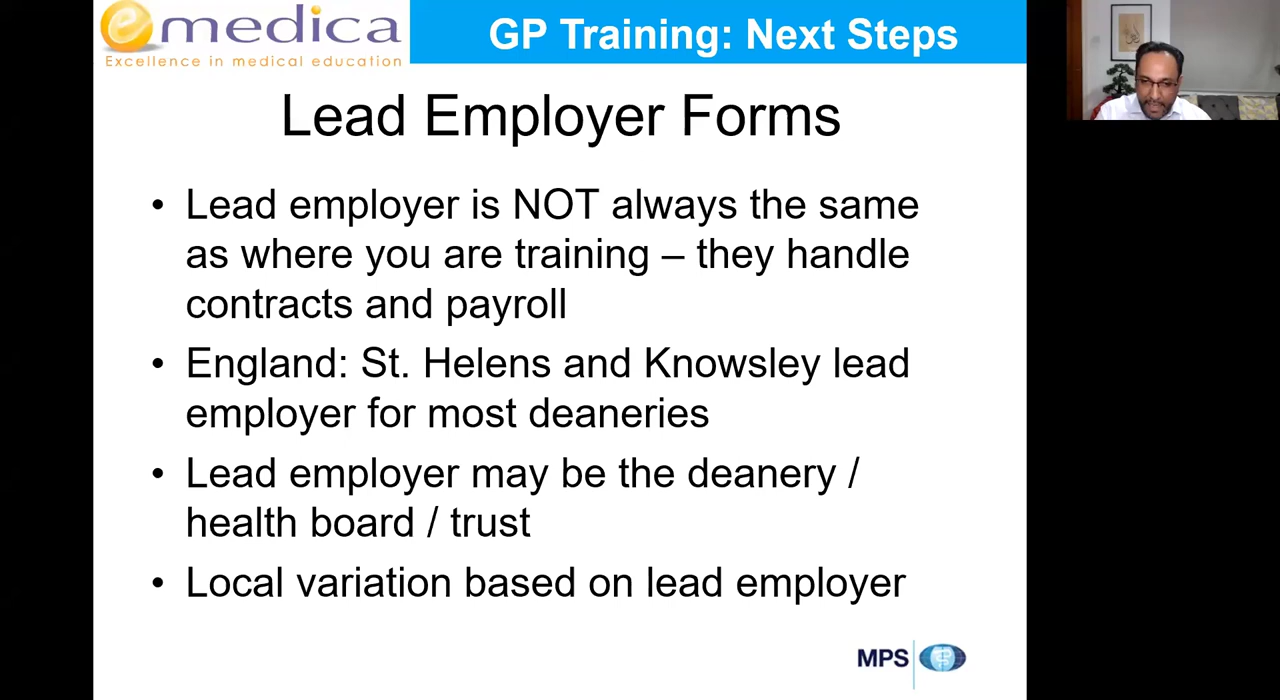 emedica
Excellence in medical education
GP Training: Next Steps
Lead Employer Forms
• Lead employer is NOT always the same
as where you are training – they handle
contracts and payroll
• England: St. Helens and Knowsley lead
employer for most deaneries
• Lead employer may be the deanery /
health board / trust
• Local variation based on lead employer
MPS